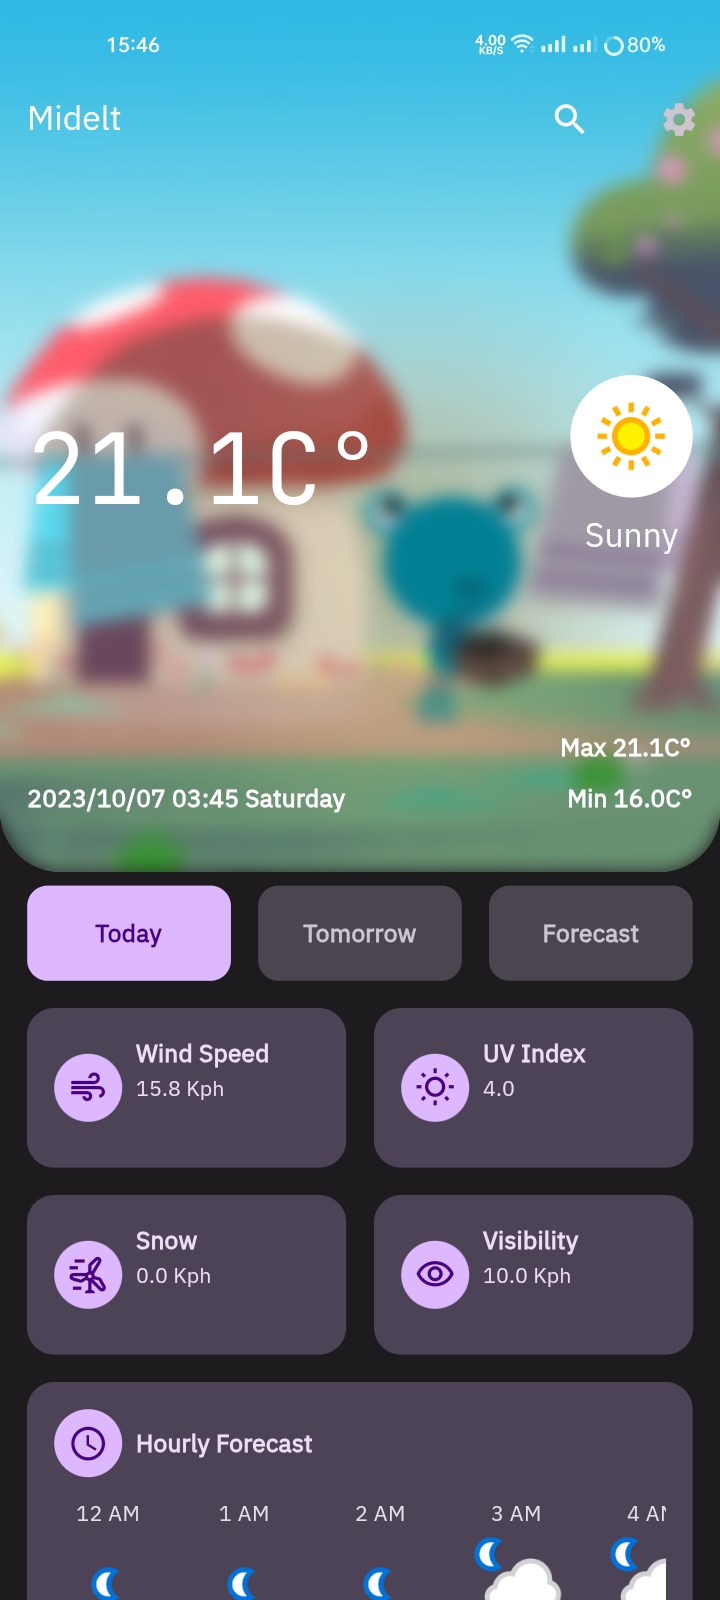 15:46
4.00 KB/S
80%
Midelt
21.1C°
Sunny
Max 21.1C°
2023/10/07 03:45 Saturday
Min 16.0C°
Today
Tomorrow
Forecast
Wind Speed
15.8 Kph
UV Index
4.0
Snow
0.0 Kph
Visibility
10.0 Kph
Hourly Forecast
12 AM
1 AM
2 AM
3 AM
4 AM